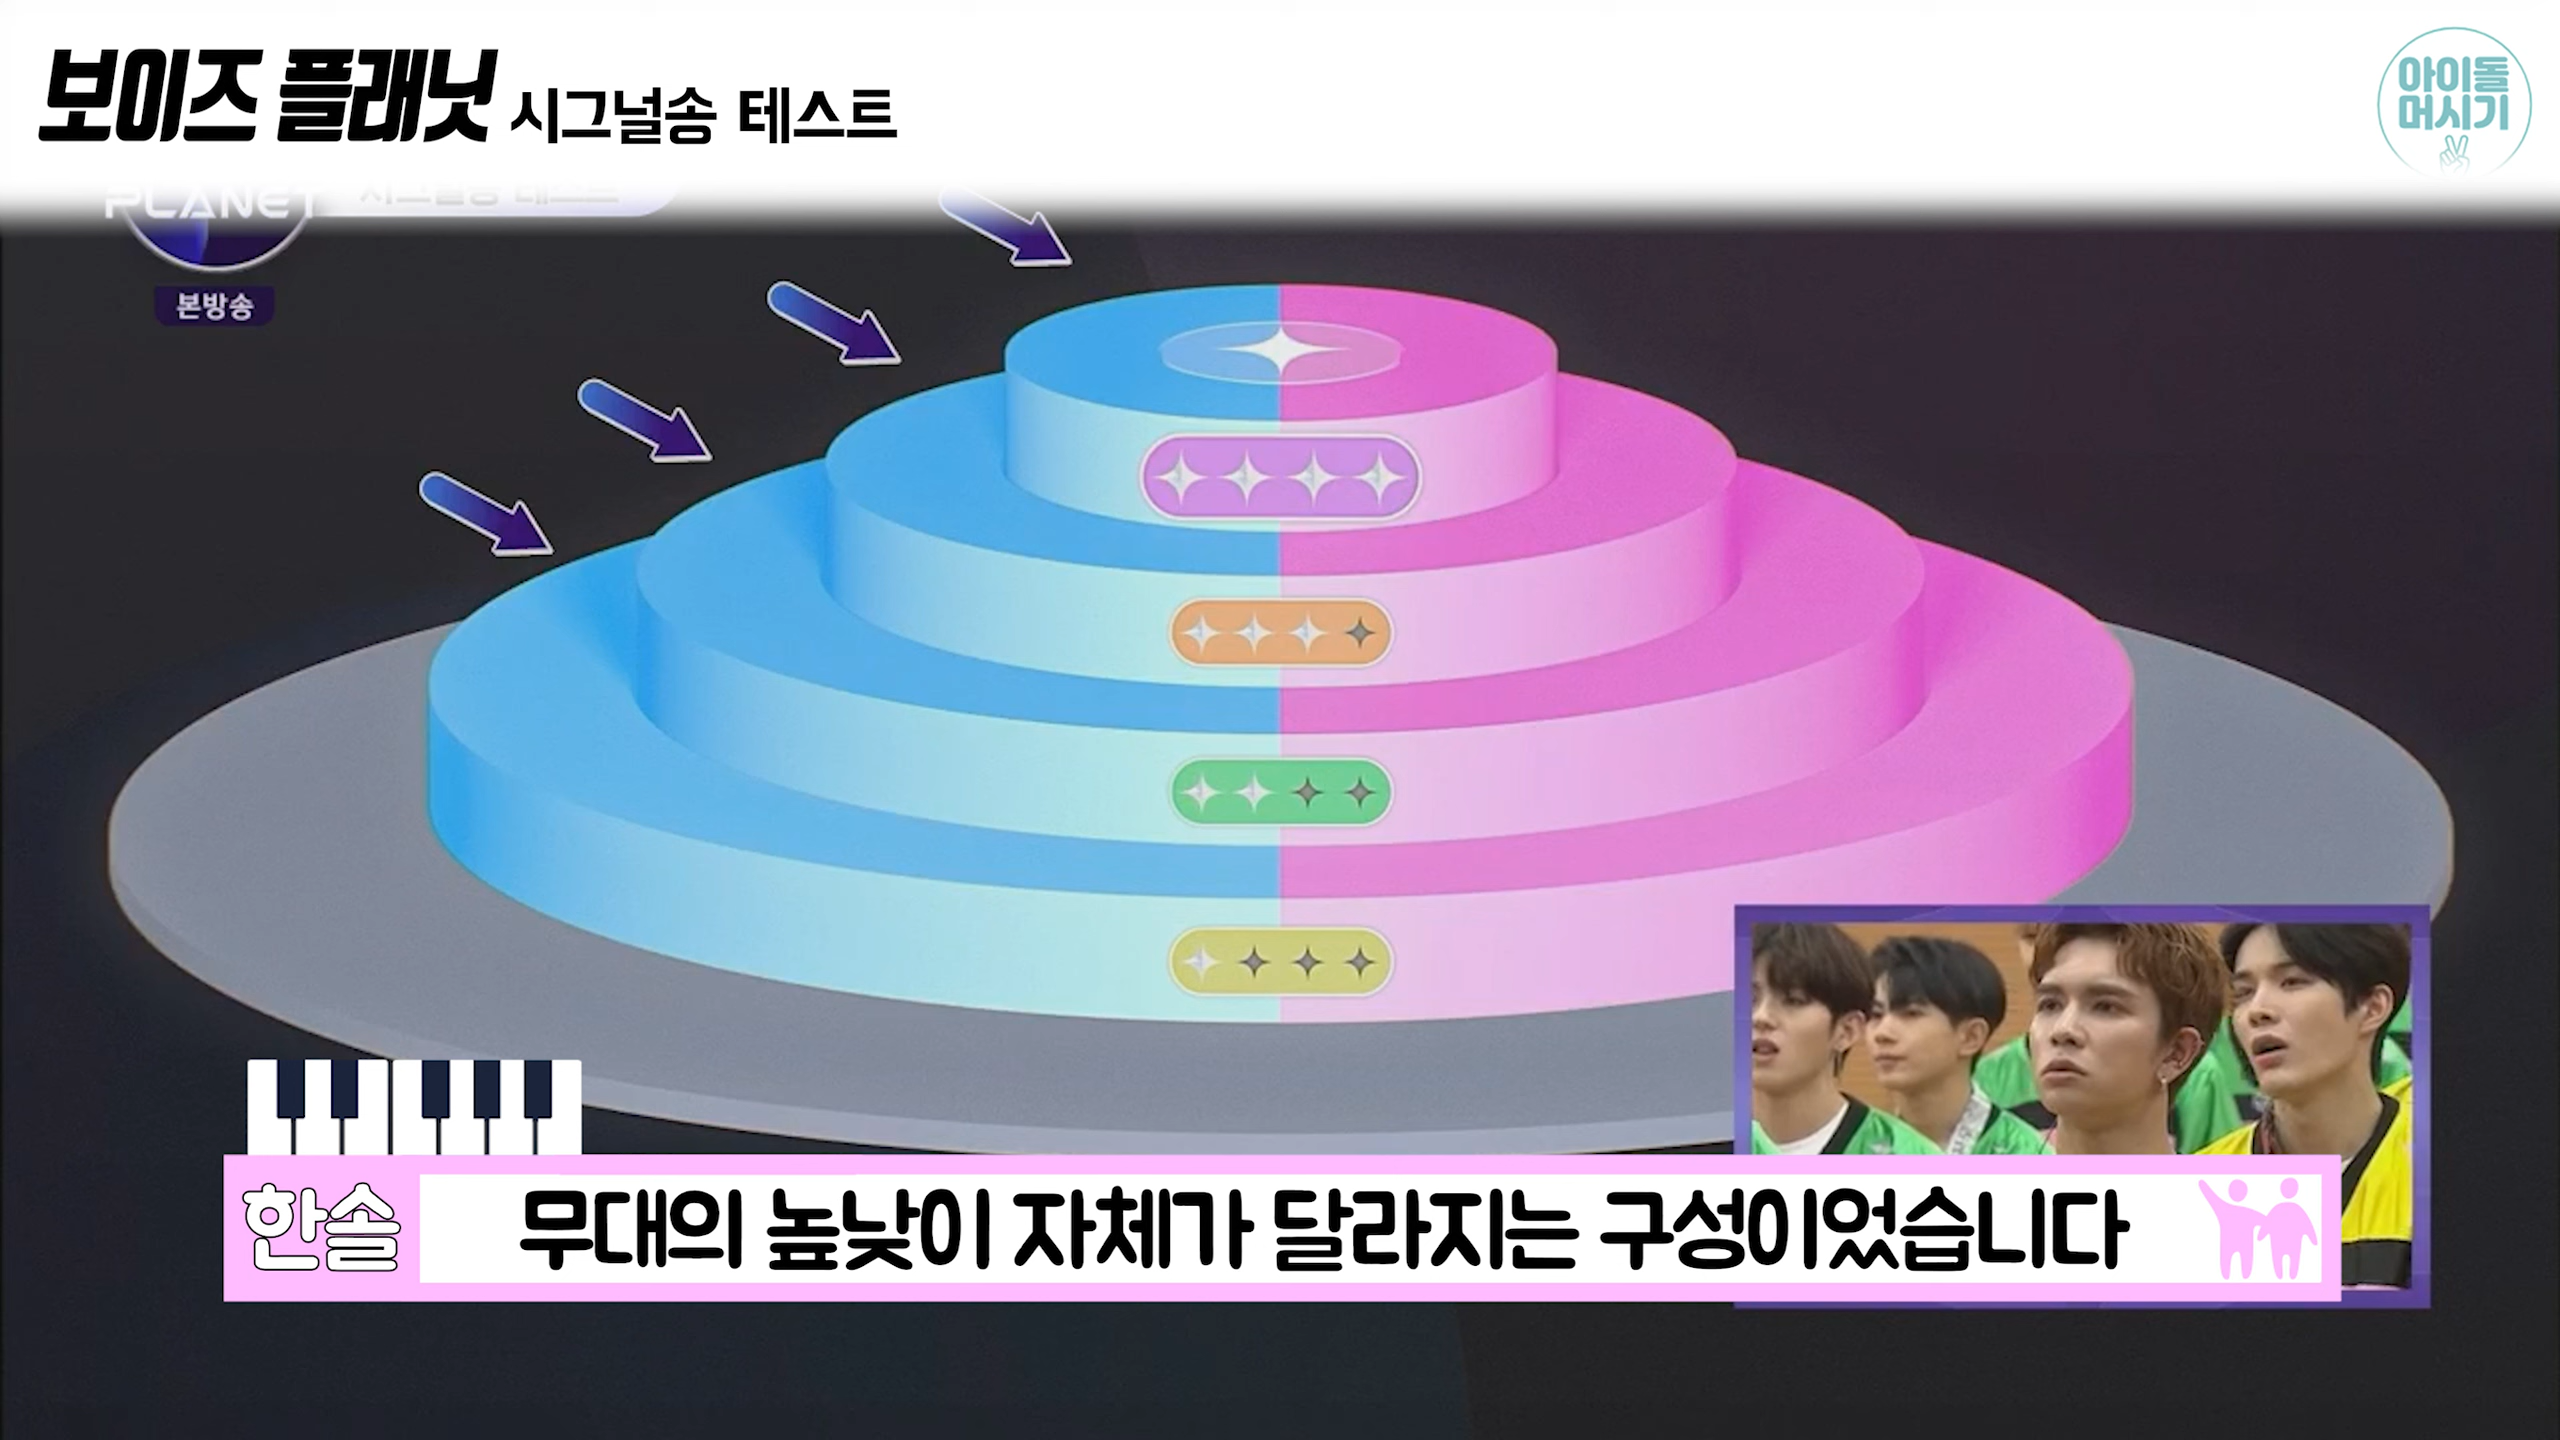 보이즈 플래닛 시그널송 테스트
아이돌
머시기
PLANET
본방송
한솔 무대의 높낮이 자체가 달라지는 구성이었습니다